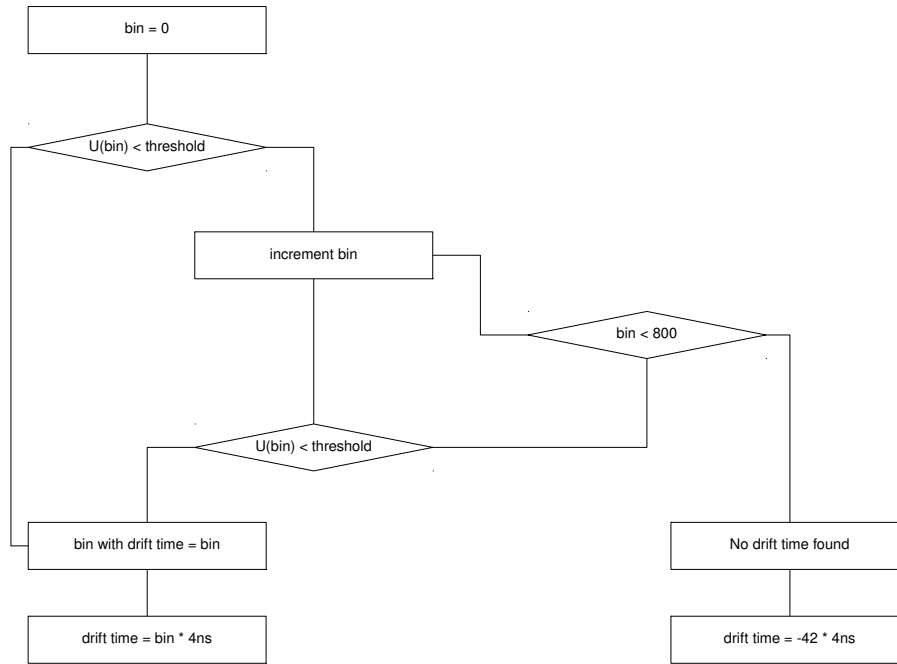 bin = 0
U(bin) < threshold
increment bin
bin < 800
U(bin) < threshold
bin with drift time = bin
No drift time found
drift time = bin * 4ns
drift time = -42 * 4ns